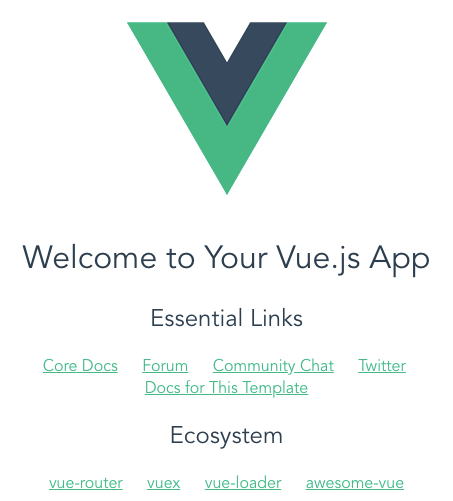 Welcome to Your Vue.js App
Essential Links
Core Docs Forum Community Chat Twitter
Docs for This Template
Ecosystem
vue-router vuex vue-loader awesome-vue